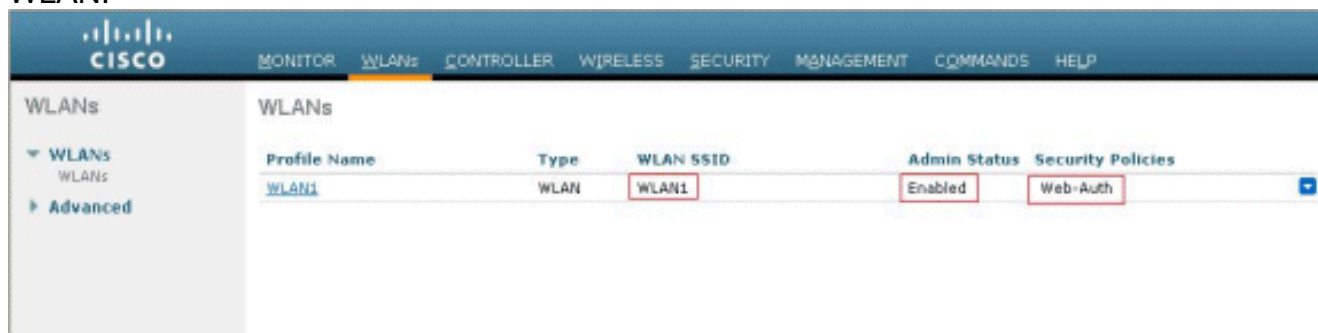 CISCO
MONITOR WLANs CONTROLLER WIRELESS SECURITY MANAGEMENT COMMANDS HELP
WLANs
WLANs
WLANs
Advanced
WLANs
Profile Name Type WLAN SSID Admin Status Security Policies
WLAN1 WLAN WLAN1 Enabled Web-Auth